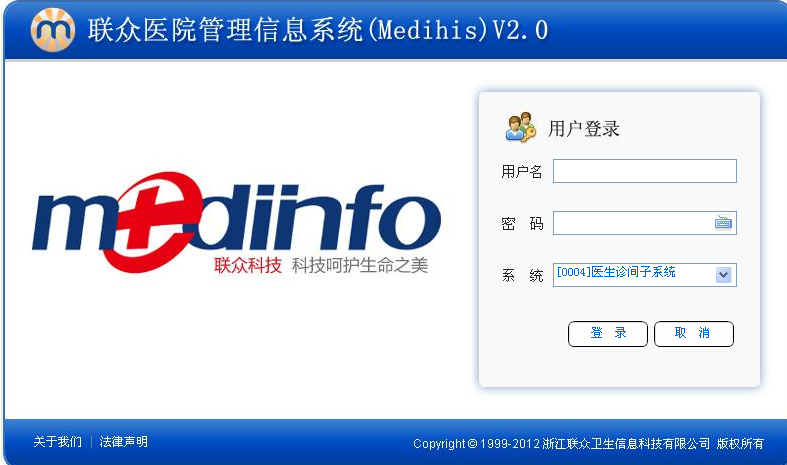 联众医院管理信息系统(Medihis)V2.0
用户登录
用户名
medinfo
密 码
联众科技 科技呵护生命之美
系 统 [0004]医生诊间子系统
登 录 取 消
关于我们 | 法律声明
Copyright © 1999-2012 浙江联众卫生信息科技有限公司 版权所有